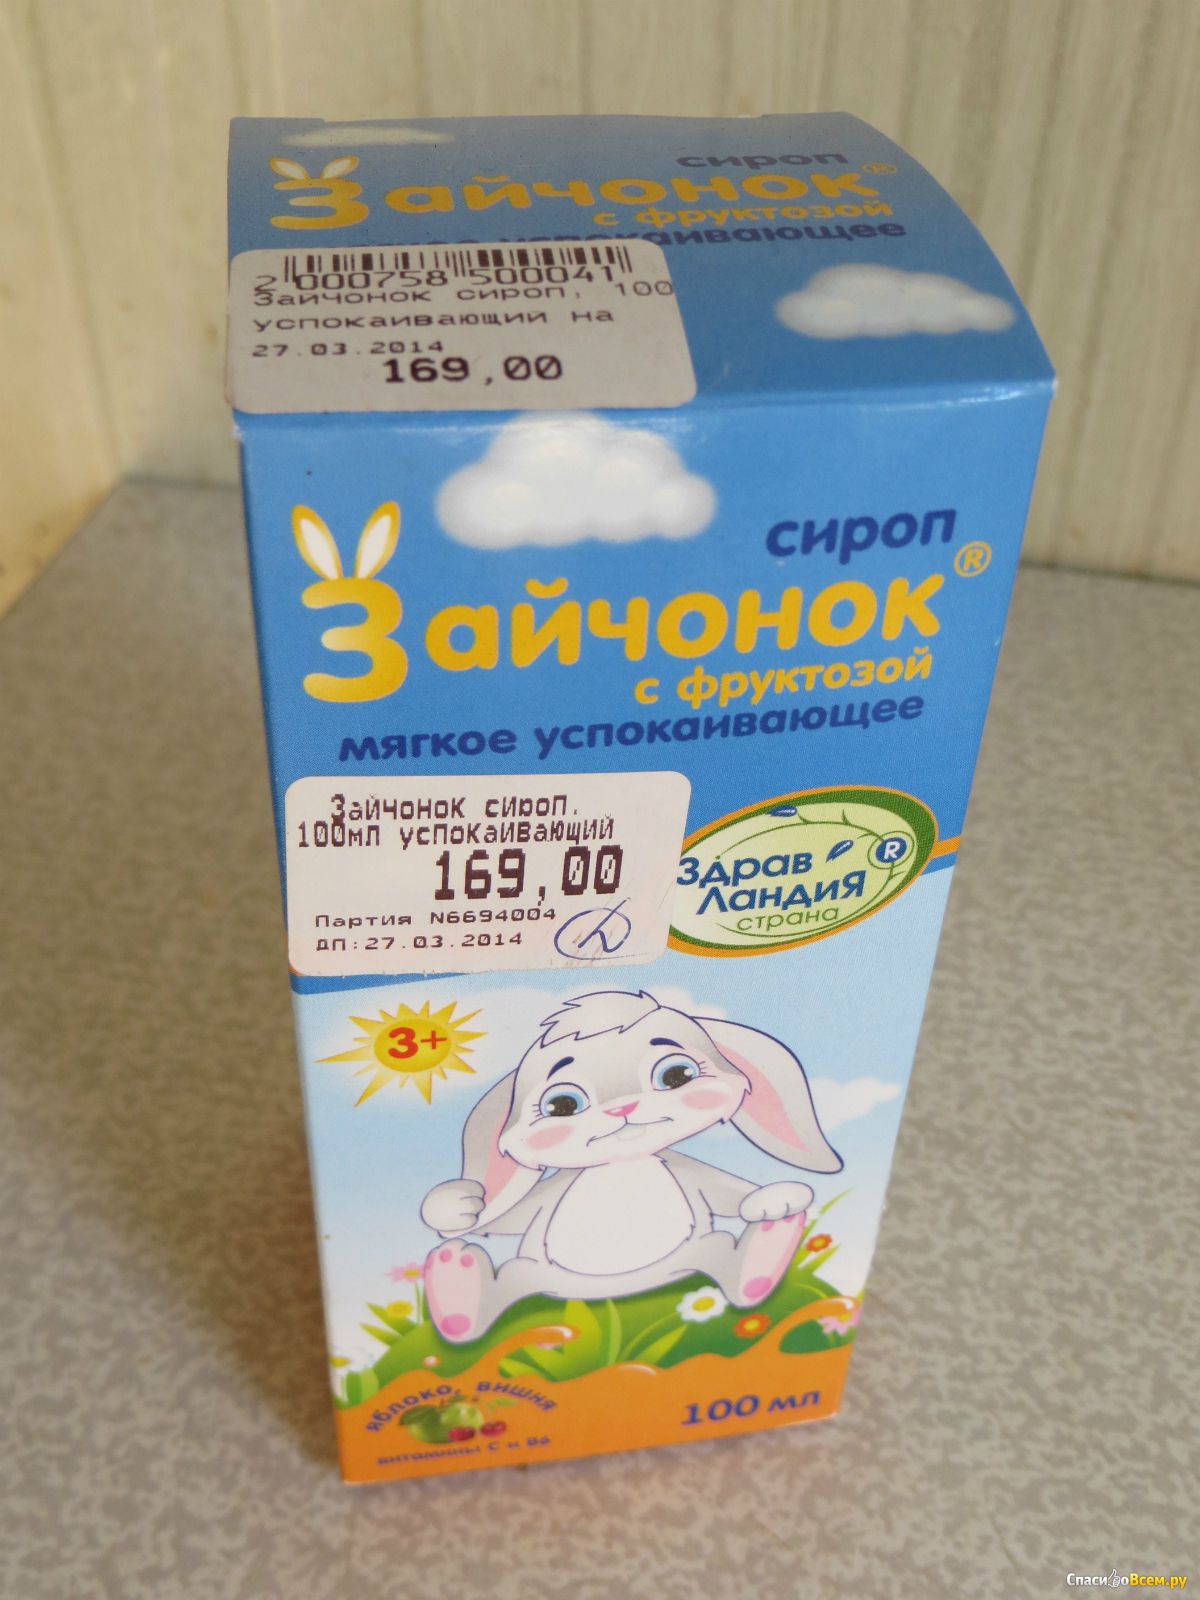 сироп
Зайчонок®
с фруктозой
успокаивающее
2 000758 500041
Зайчонок сироп, 100
успокаивающий на
27.03.2014
169,00
сироп
Зайчонок®
с фруктозой
мягкое успокаивающее
Зайчонок сироп.
100мл успокаивающий
169,00
Партия N6694004
ДП:27.03.2014
Здрав ®
Ландия
страна
3+
яблоко, вишня
витамины С и В6
100 мл
СпасибоВсем.ру